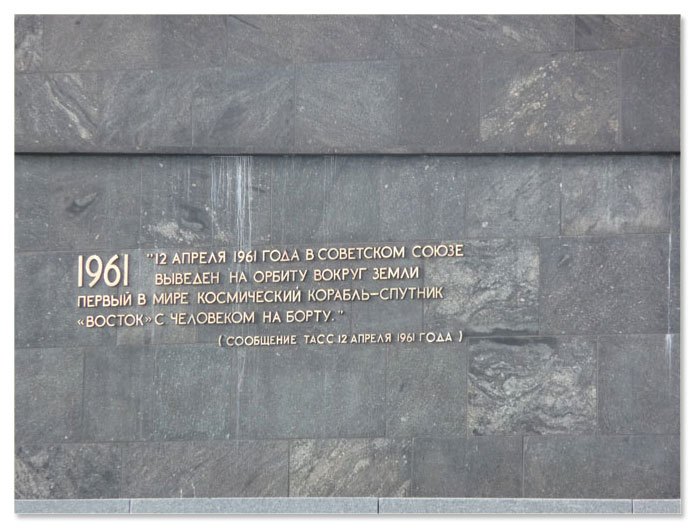 1961 "12 АПРЕЛЯ 1961 ГОДА В СОВЕТСКОМ СОЮЗЕ
ВЫВЕДЕН НА ОРБИТУ ВОКРУГ ЗЕМЛИ
ПЕРВЫЙ В МИРЕ КОСМИЧЕСКИЙ КОРАБЛЬ–СПУТНИК
«ВОСТОК» С ЧЕЛОВЕКОМ НА БОРТУ."
( СООБЩЕНИЕ ТАСС 12 АПРЕЛЯ 1961 ГОДА )